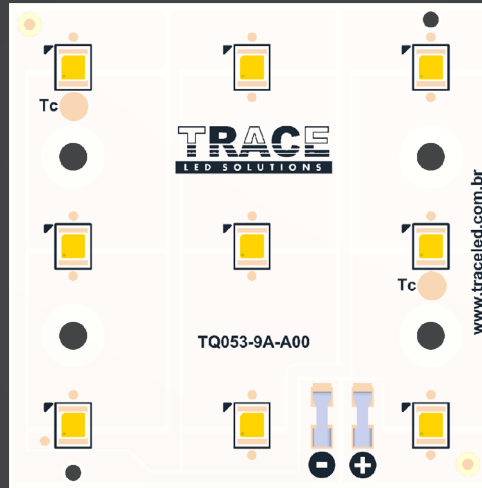 Tc
TRACE
LED SOLUTIONS
www.traceled.com.br
Tc
TQ053-9A-A00
- +